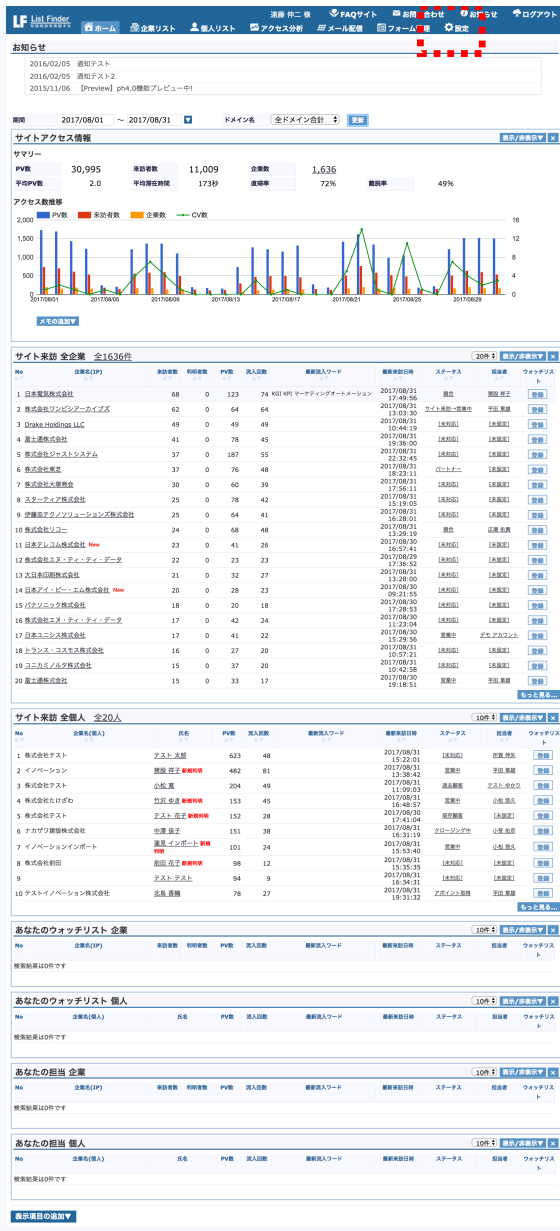 遠藤 伸二 様 FAQサイト お問い合わせ お知らせ ログアウト
LF List Finder
ホーム 企業リスト 個人リスト アクセス分析 メール配信 設定
お知らせ
2016/02/05 通知テスト
2016/02/05 通知テスト2
2015/11/06 【Preview】ph4.0機能プレビュー中!
期間 2017/08/01 ～ 2017/08/31 ドメイン名 全ドメイン合計 更新
サイトアクセス情報 表示/非表示▼ ×
サマリー
PV数 30,995 来訪者数 11,009 企業数 1,636
平均PV数 2.0 平均滞在時間 173秒 直帰率 72% 離脱率 49%
アクセス数推移
PV数 来訪者数 企業数 CV数
2,000 16
1,500 12
1,000 8
500 4
0 0
2017/08/01 2017/08/05 2017/08/09 2017/08/13 2017/08/17 2017/08/21 2017/08/25 2017/08/29
メモの追加▼
サイト来訪 全企業 全1636件 20件 表示/非表示▼ ×
No 企業名(IP) 来訪者数 判明者数 PV数 流入回数 最新流入ワード 最新来訪日時 ステータス 担当者 ウォッチリスト
1 日本電気株式会社 68 0 123 74 KGI KPI マーケティングオートメーション 2017/08/31 17:49:56 競合 猪股 祥子 登録
2 株式会社ワンビシアーカイブズ 62 0 64 64 2017/08/31 13:03:30 サイト来訪→営業中 平田 章雄 登録
3 Drake Holdings LLC 49 0 49 49 2017/08/31 10:44:19 [未対応] [未設定] 登録
4 富士通株式会社 41 0 78 45 2017/08/31 19:36:00 [未対応] [未設定] 登録
5 株式会社ジャストシステム 37 0 187 55 2017/08/31 22:32:45 [未対応] [未設定] 登録
6 株式会社東芝 37 0 76 48 2017/08/31 18:23:11 パートナー [未設定] 登録
7 株式会社大塚商会 30 0 60 39 2017/08/31 17:56:11 [未対応] [未設定] 登録
8 スターティア株式会社 25 0 78 42 2017/08/31 15:19:05 [未対応] [未設定] 登録
9 伊藤忠テクノソリューションズ株式会社 25 0 64 41 2017/08/31 16:28:01 [未対応] [未設定] 登録
10 株式会社リコー 24 0 68 48 2017/08/31 13:29:19 競合 広瀬 佑貴 登録
11 日本テレコム株式会社 New 23 0 41 26 2017/08/30 16:57:41 [未対応] [未設定] 登録
12 株式会社エヌ・ティ・ティ・データ 22 0 23 23 2017/08/29 17:36:52 [未対応] [未設定] 登録
13 大日本印刷株式会社 21 0 32 27 2017/08/31 13:28:00 [未対応] [未設定] 登録
14 日本アイ・ビー・エム株式会社 New 20 0 28 23 2017/08/30 09:21:55 [未対応] [未設定] 登録
15 パナソニック株式会社 18 0 20 18 2017/08/30 17:28:53 [未対応] [未設定] 登録
16 株式会社エヌ・ティ・ティ・データ 17 0 42 24 2017/08/30 11:23:04 営業中 [未設定] 登録
17 日本ユニシス株式会社 17 0 41 22 2017/08/30 15:29:56 営業中 デモ アカウント 登録
18 トランス・コスモス株式会社 16 0 27 20 2017/08/31 10:57:21 [未対応] [未設定] 登録
19 コニカミノルタ株式会社 15 0 37 20 2017/08/31 10:42:58 [未対応] [未設定] 登録
20 富士通株式会社 15 0 33 17 2017/08/30 19:18:51 営業中 平田 章雄 登録
もっと見る...
サイト来訪 全個人 全20人 10件 表示/非表示▼ ×
No 企業名(個人) 氏名 PV数 流入回数 最新流入ワード 最新来訪日時 ステータス 担当者 ウォッチリスト
1 株式会社テスト テスト 太郎 623 48 2017/08/31 15:22:01 [未対応] 登録
2 イノベーション 猪股 祥子 新規判明 482 81 2017/08/31 13:38:42 営業中 平田 章雄 登録
3 株式会社テスト 小松 寛 204 49 2017/08/31 11:09:03 過去顧客 テスト ゆかり 登録
4 株式会社たけざわ 竹沢 ゆき 新規判明 153 45 2017/08/31 16:48:57 営業中 小松 悠久 登録
5 株式会社テスト テスト 花子 新規判明 152 28 2017/08/30 17:41:04 既存顧客 [未設定] 登録
6 ナカザワ建設株式会社 中澤 振子 151 38 2017/08/31 16:31:19 クロージング中 登録
7 イノベーションインポート 蓮見 インポート 新規判明 101 24 2017/08/31 15:53:40 営業中 小松 悠久 登録
8 株式会社前田 前田 花子 新規判明 98 12 2017/08/31 15:35:35 [未対応] [未設定] 登録
9 テスト テスト 94 9 2017/08/31 16:34:31 [未対応] [未設定] 登録
10 テストイノベーション株式会社 北島 香織 78 27 2017/08/31 19:31:32 アポイント取得 平田 章雄 登録
もっと見る...
あなたのウォッチリスト 企業 10件 表示/非表示▼ ×
No 企業名(IP) 来訪者数 判明者数 PV数 流入回数 最新流入ワード 最新来訪日時 ステータス 担当者 ウォッチリスト
検索結果は0件です
あなたのウォッチリスト 個人 10件 表示/非表示▼ ×
No 企業名(個人) 氏名 PV数 流入回数 最新流入ワード 最新来訪日時 ステータス 担当者 ウォッチリスト
検索結果は0件です
あなたの担当 企業 10件 表示/非表示▼ ×
No 企業名(IP) 来訪者数 判明者数 PV数 流入回数 最新流入ワード 最新来訪日時 ステータス 担当者 ウォッチリスト
検索結果は0件です
あなたの担当 個人 10件 表示/非表示▼ ×
No 企業名(個人) 氏名 PV数 流入回数 最新流入ワード 最新来訪日時 ステータス 担当者 ウォッチリスト
検索結果は0件です
表示項目の追加▼